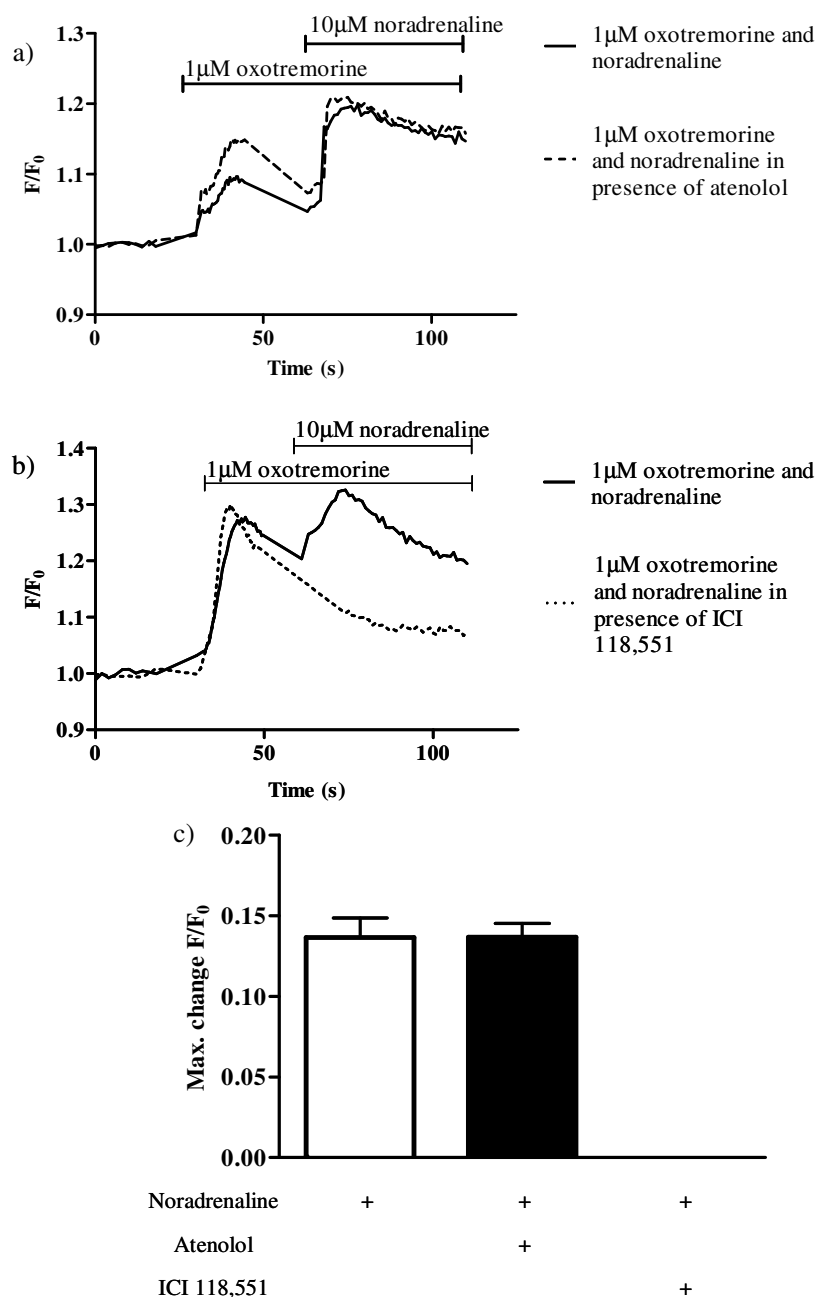 a)
1.3
1.2
1.1
1.0
0.9
F/F0
10µM noradrenaline
1µM oxotremorine
0
50
100
Time (s)
1µM oxotremorine and
noradrenaline
1µM oxotremorine
and noradrenaline in
presence of atenolol
b)
1.4
1.3
1.2
1.1
1.0
0.9
F/F0
10µM noradrenaline
1µM oxotremorine
0
50
100
Time (s)
1µM oxotremorine and
noradrenaline
1µM oxotremorine
and noradrenaline in
presence of ICI
118,551
c)
0.20
0.15
0.10
0.05
0.00
Max. change F/F0
Noradrenaline + + +
Atenolol +
ICI 118,551 +